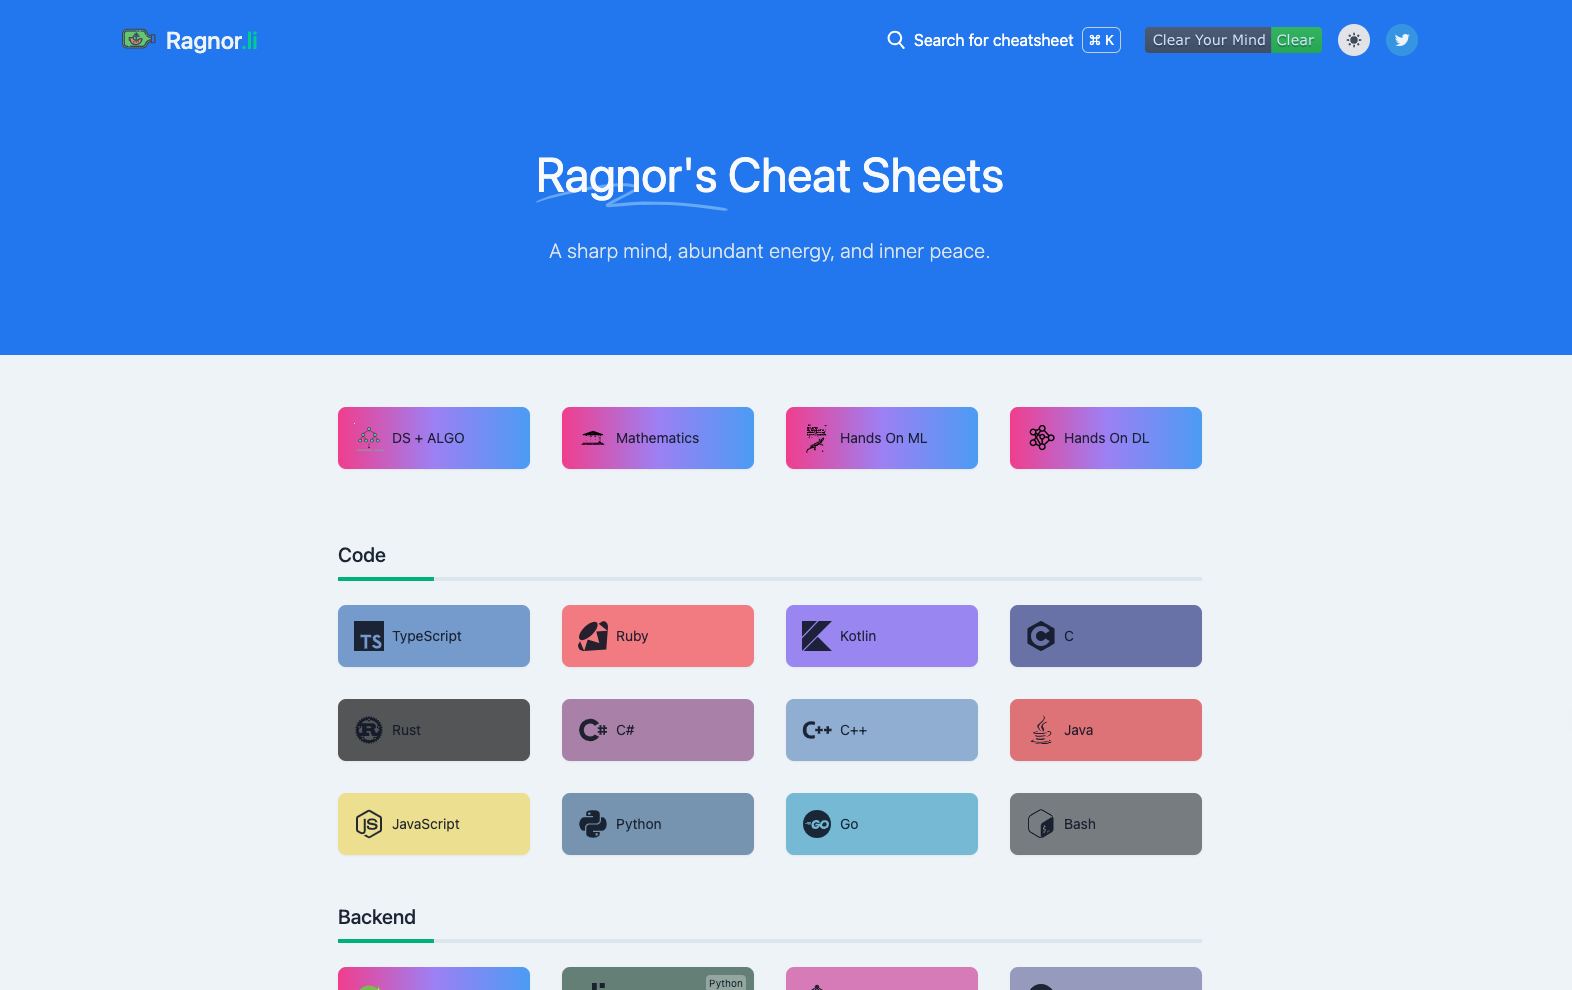 Ragnor.li
Search for cheatsheet ⌘ K
Clear Your Mind Clear
Ragnor's Cheat Sheets
A sharp mind, abundant energy, and inner peace.
DS + ALGO
Mathematics
Hands On ML
Hands On DL
Code
TS TypeScript
Ruby
Kotlin
C C
R Rust
C# C#
C++ C++
Java
JS JavaScript
Python
GO Go
$ Bash
Backend
Python